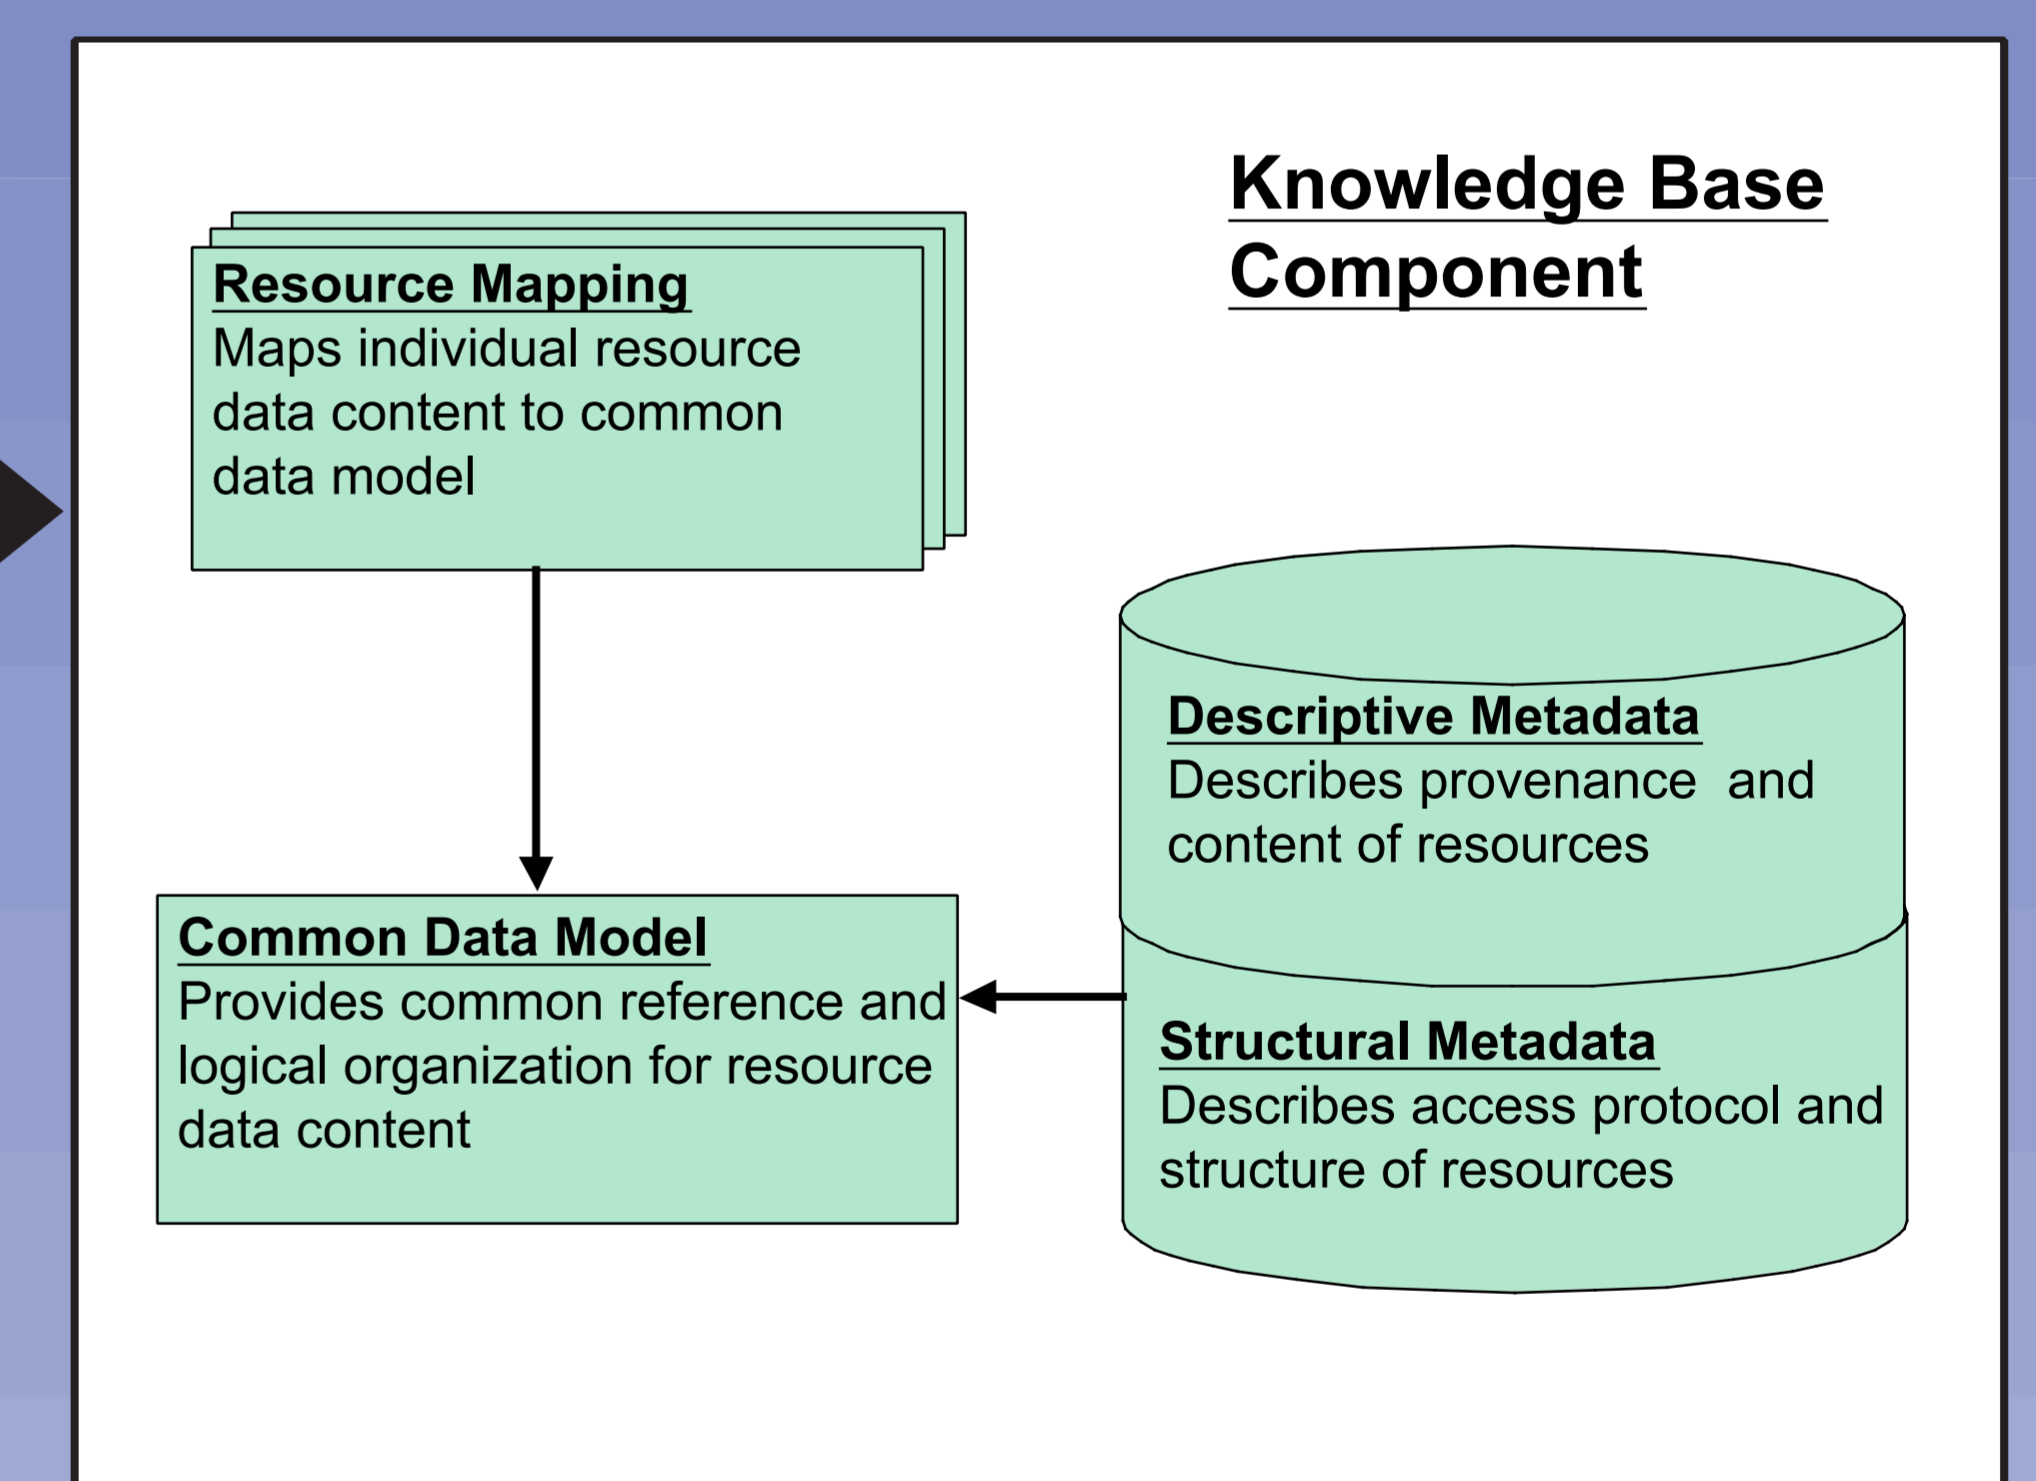 Knowledge Base
Component
Resource Mapping
Maps individual resource
data content to common
data model
Descriptive Metadata
Describes provenance  and
content of resources
Common Data Model
Provides common reference and
logical organization for resource
data content
Structural Metadata
Describes access protocol and
structure of resources